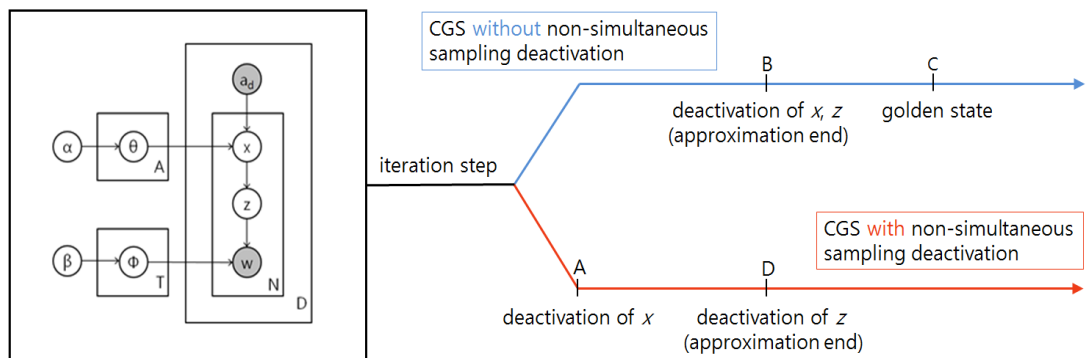 a_d
α
θ
x
A
z
β
Φ
w
T
N
D
iteration step
CGS without non-simultaneous
sampling deactivation
B
C
deactivation of x, z
(approximation end)
golden state
CGS with non-simultaneous
sampling deactivation
A
D
deactivation of x
deactivation of z
(approximation end)